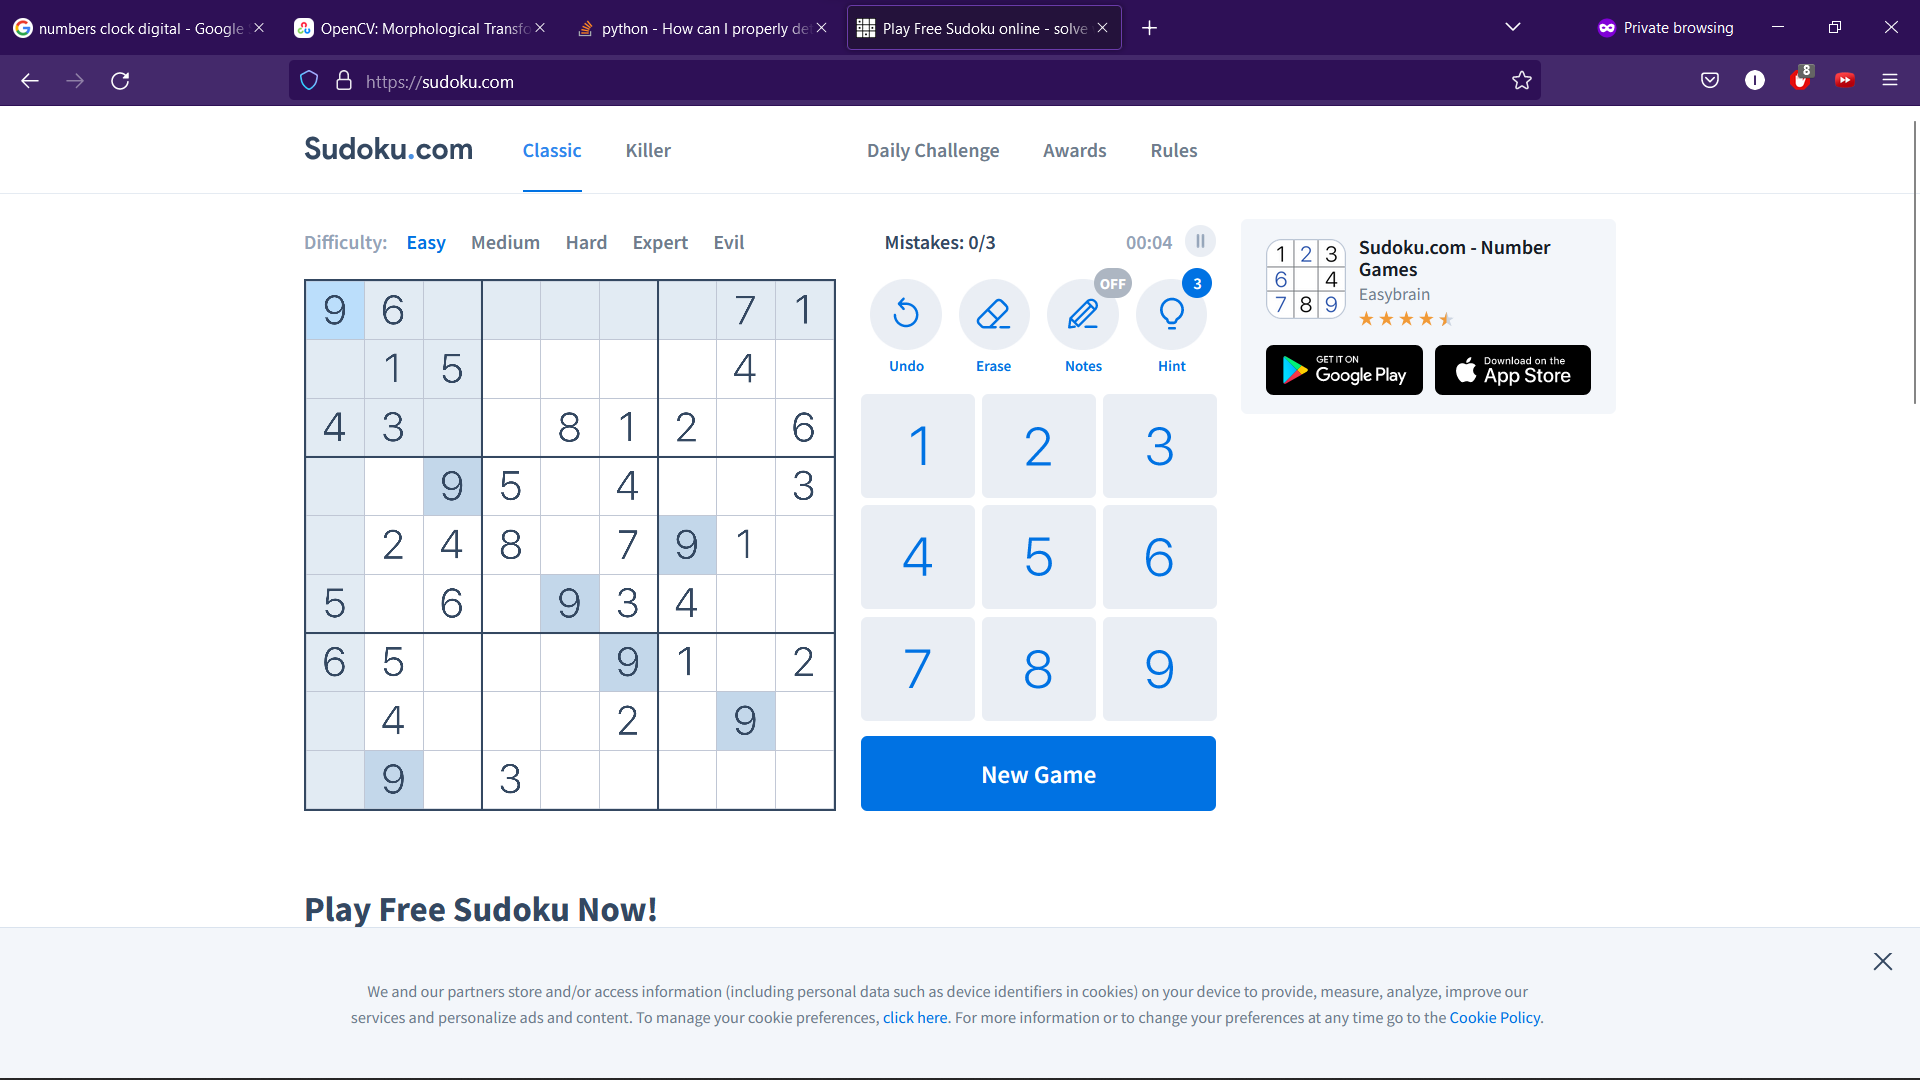 numbers clock digital - Google S
OpenCV: Morphological Transfo
python - How can I properly det
Play Free Sudoku online - solve
Private browsing
https://sudoku.com
8
Sudoku.com
Classic
Killer
Daily Challenge
Awards
Rules
Difficulty: Easy Medium Hard Expert Evil
Mistakes: 0/3
00:04
9 6 7 1
1 5 4
4 3 8 1 2 6
9 5 4 3
2 4 8 7 9 1
5 6 9 3 4
6 5 9 1 2
4 2 9
9 3
OFF
3
Undo
Erase
Notes
Hint
1 2 3
4 5 6
7 8 9
New Game
1 2 3
6 4
7 8 9
Sudoku.com - Number
Games
Easybrain
GET IT ON
Google Play
Download on the
App Store
Play Free Sudoku Now!
We and our partners store and/or access information (including personal data such as device identifiers in cookies) on your device to provide, measure, analyze, improve our
services and personalize ads and content. To manage your cookie preferences, click here. For more information or to change your preferences at any time go to the Cookie Policy.